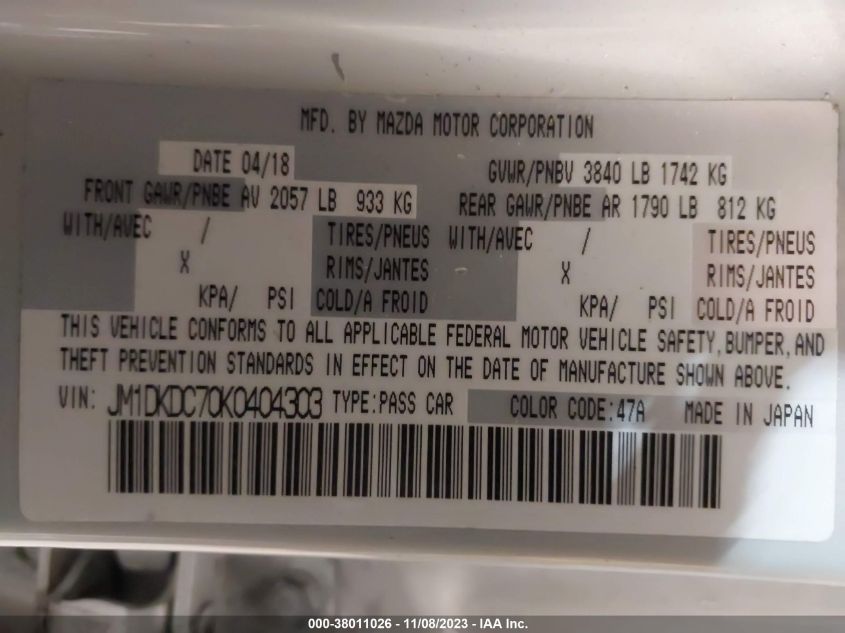 MFD. BY MAZDA MOTOR CORPORATION
DATE 04/18 GVWR/PNBV 3840 LB 1742 KG
FRONT GAWR/PNBE AV 2057 LB 933 KG REAR GAWR/PNBE AR 1790 LB 812 KG
WITH/AVEC / TIRES/PNEUS WITH/AVEC / TIRES/PNEUS
X RIMS/JANTES X RIMS/JANTES
KPA/ PSI COLD/A FROID KPA/ PSI COLD/A FROID
THIS VEHICLE CONFORMS TO ALL APPLICABLE FEDERAL MOTOR VEHICLE SAFETY, BUMPER, AND
THEFT PREVENTION STANDARDS IN EFFECT ON THE DATE OF MANUFACTURE SHOWN ABOVE.
VIN: JM1DKDC70K0404303 TYPE:PASS CAR COLOR CODE:47A MADE IN JAPAN
000-38011026 - 11/08/2023 - IAA Inc.